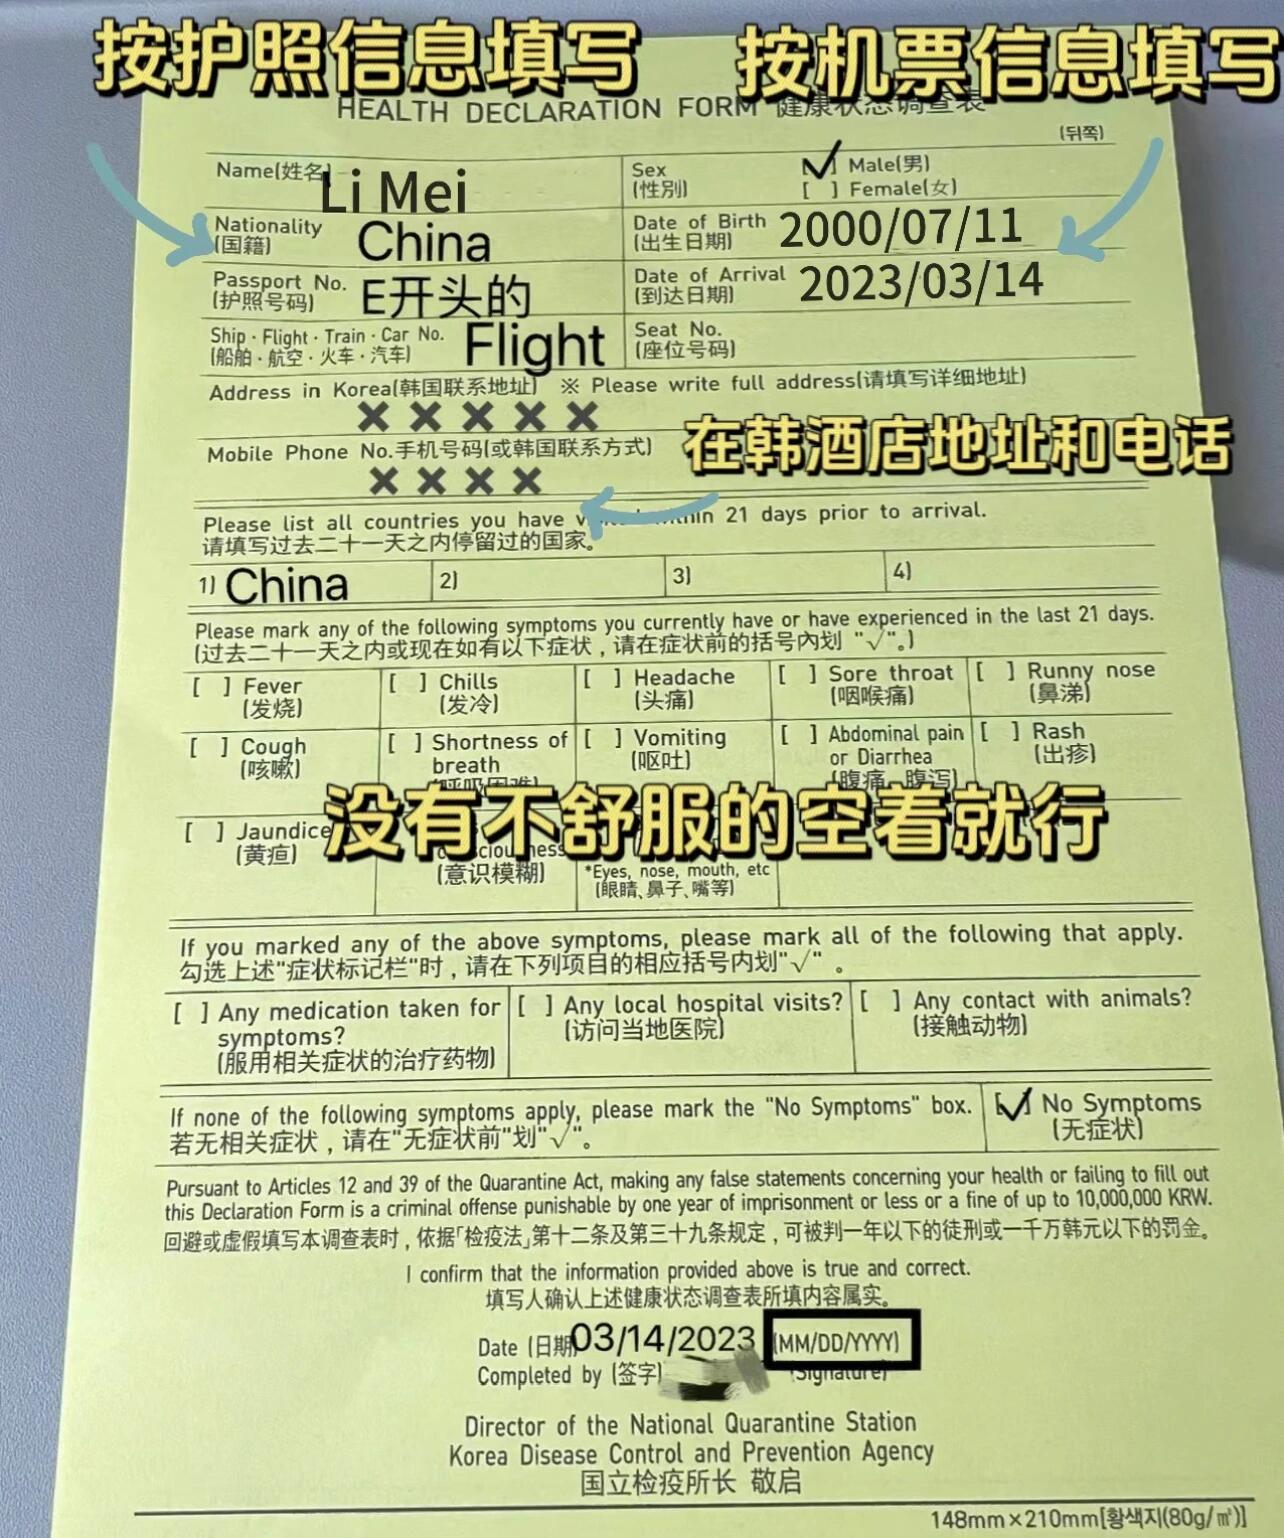 按护照信息填写
按机票信息填写
HEALTH DECLARATION FORM 健康状态调查表
(뒤쪽)
Name(姓名) Li Mei
Sex (性別)
[✓] Male(男)
[ ] Female(女)
Nationality (国籍) China
Date of Birth (出生日期) 2000/07/11
Passport No. (护照号码) E开头的
Date of Arrival (到达日期) 2023/03/14
Ship · Flight · Train · Car No. (船舶 · 航空 · 火车 · 汽车) Flight
Seat No. (座位号码)
Address in Korea(韩国联系地址) ※ Please write full address(请填写详细地址)
×××××
Mobile Phone No.手机号码(或韩国联系方式)
××××
在韩酒店地址和电话
Please list all countries you have within 21 days prior to arrival.
请填写过去二十一天之内停留过的国家。
1) China 2) 3) 4)
Please mark any of the following symptoms you currently have or have experienced in the last 21 days.
(过去二十一天之内或现在如有以下症状，请在症状前的括号内划 "√"。)
[ ] Fever (发烧)
[ ] Chills (发冷)
[ ] Headache (头痛)
[ ] Sore throat (咽喉痛)
[ ] Runny nose (鼻涕)
[ ] Cough (咳嗽)
[ ] Shortness of breath (呼吸困难)
[ ] Vomiting (呕吐)
[ ] Abdominal pain or Diarrhea (腹痛 腹泻)
[ ] Rash (出疹)
没有不舒服的空着就行
[ ] Jaundice (黄疸)
(意识模糊)
*Eyes, nose, mouth, etc
(眼睛、鼻子、嘴等)
If you marked any of the above symptoms, please mark all of the following that apply.
勾选上述"症状标记栏"时，请在下列项目的相应括号内划"√" 。
[ ] Any medication taken for symptoms? (服用相关症状的治疗药物)
[ ] Any local hospital visits? (访问当地医院)
[ ] Any contact with animals? (接触动物)
If none of the following symptoms apply, please mark the "No Symptoms" box.
若无相关症状，请在"无症状前"划"√"。
[✓] No Symptoms (无症状)
Pursuant to Articles 12 and 39 of the Quarantine Act, making any false statements concerning your health or failing to fill out
this Declaration Form is a criminal offense punishable by one year of imprisonment or less or a fine of up to 10,000,000 KRW.
回避或虚假填写本调查表时，依据「检疫法」第十二条及第三十九条规定，可被判一年以下的徒刑或一千万韩元以下的罚金。
I confirm that the information provided above is true and correct.
填写人确认上述健康状态调查表所填内容属实。
Date (日期) 03/14/2023 (MM/DD/YYYY)
Completed by (签字) (Signature)
Director of the National Quarantine Station
Korea Disease Control and Prevention Agency
国立检疫所长 敬启
148mm×210mm[황색지(80g/㎡)]